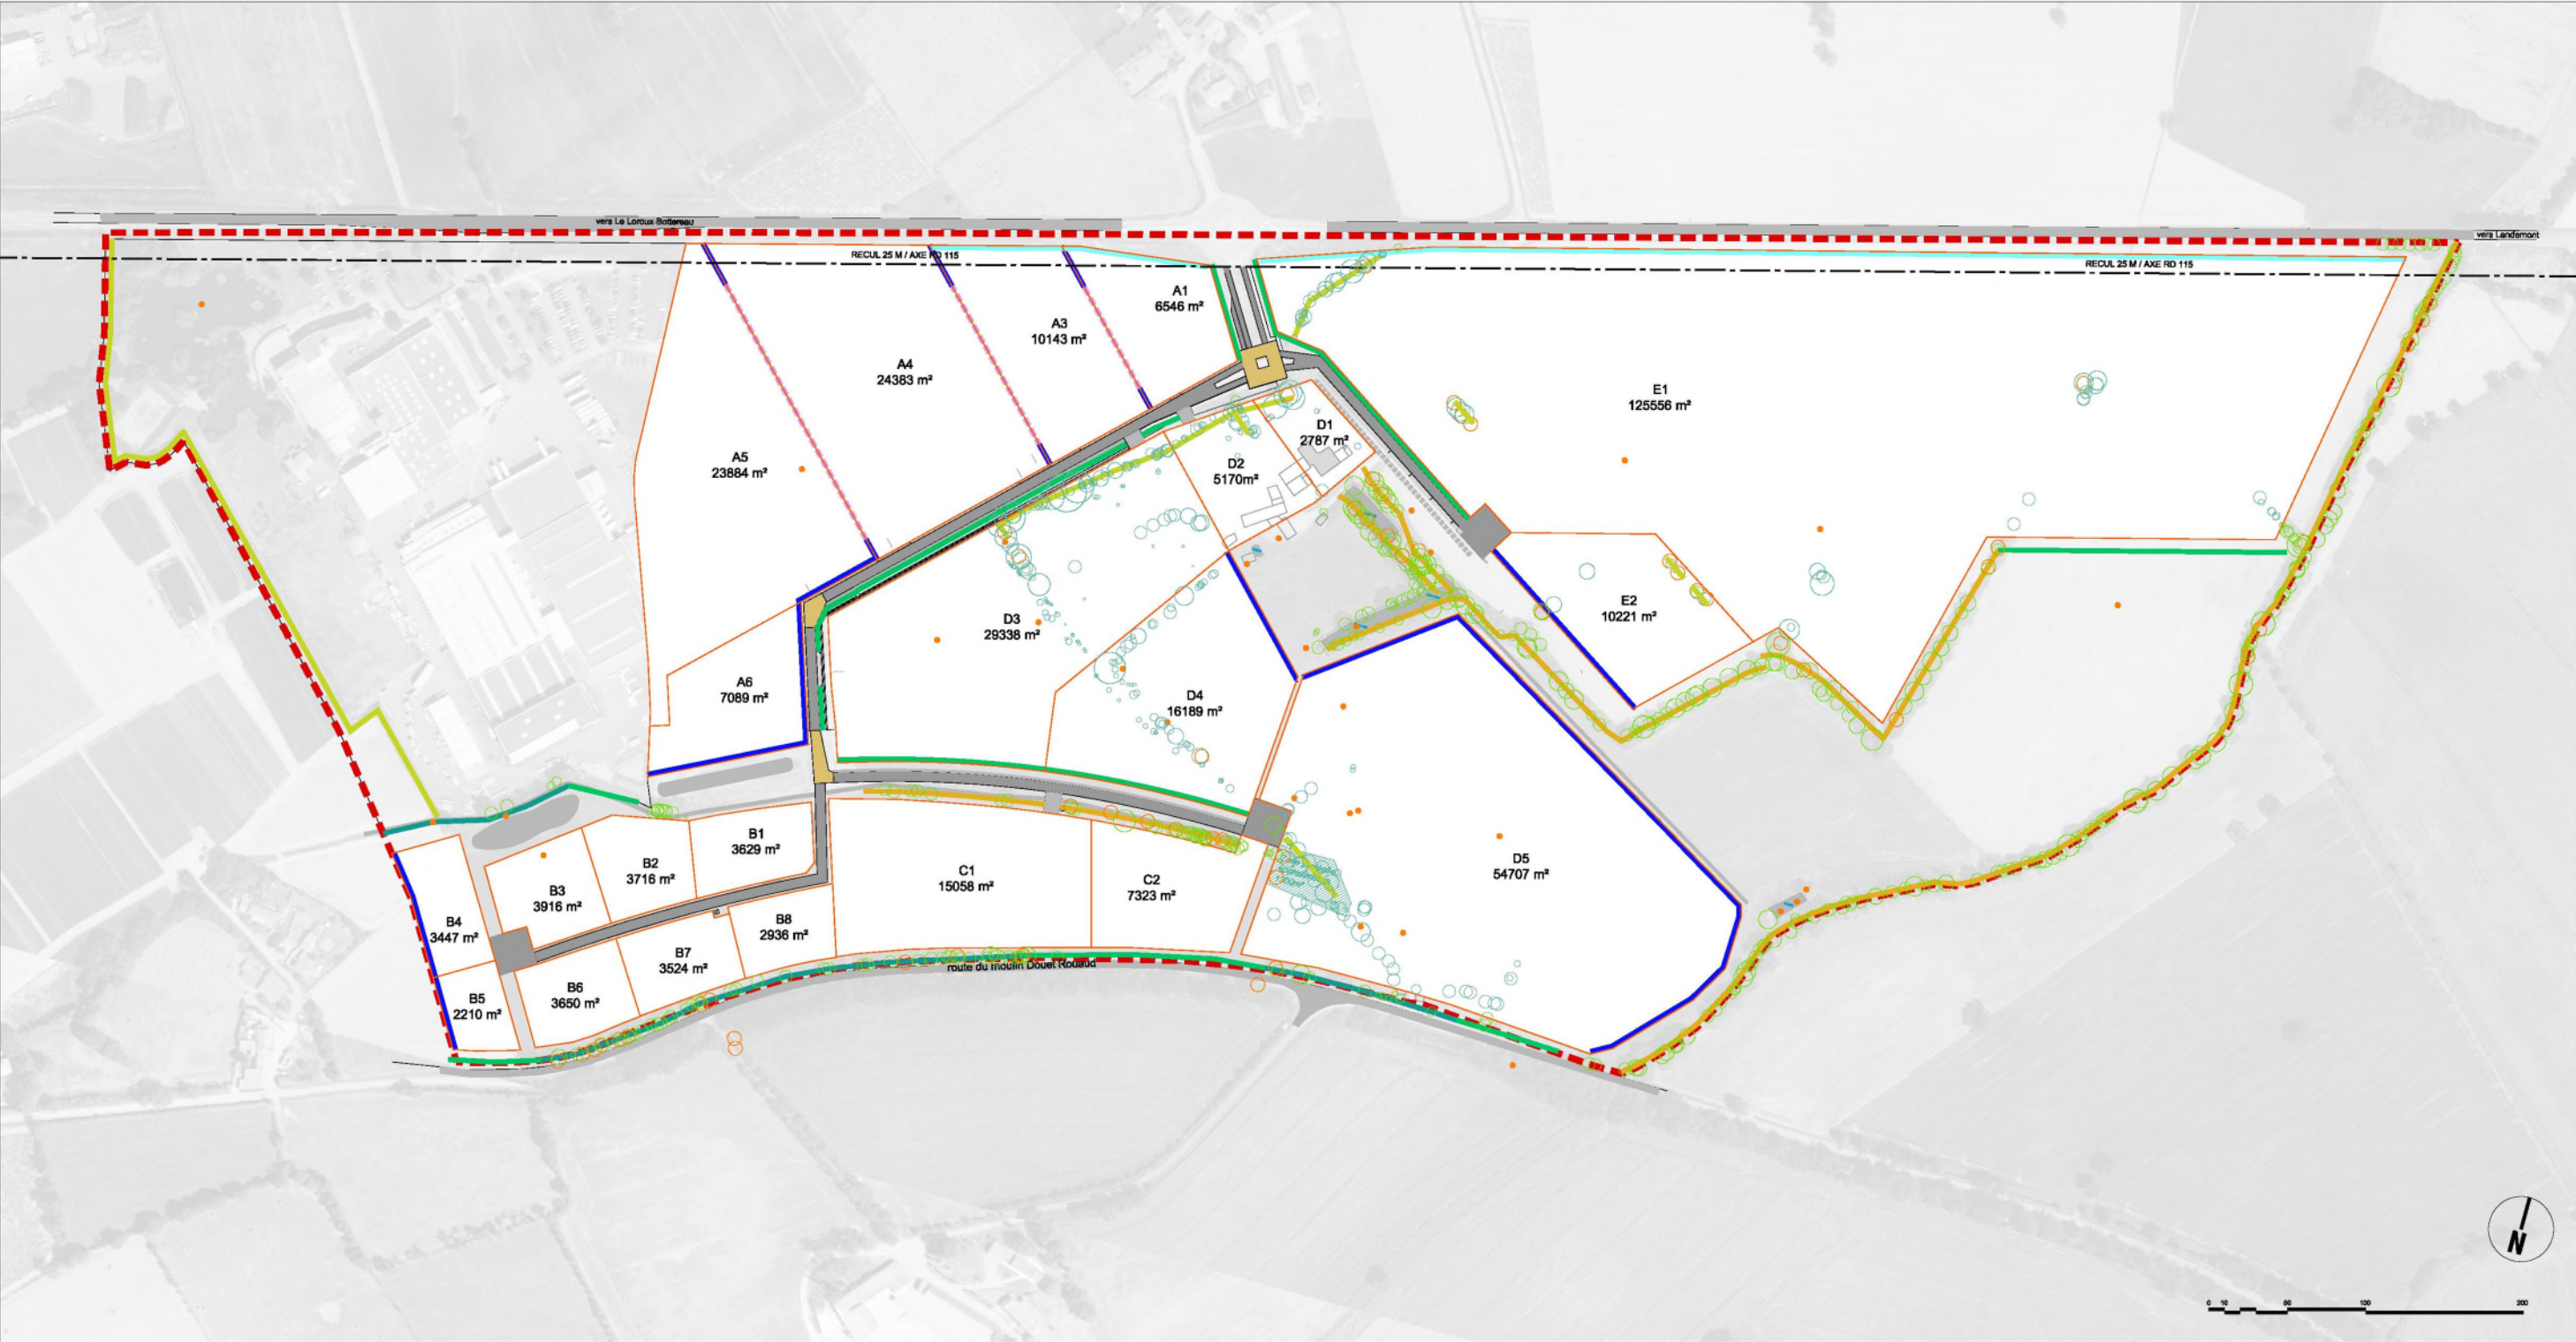 vers Le Loroux-Bottereau
vers Landemont
RECUL 25 M / AXE RD 115
RECUL 25 M / AXE RD 115
A1
6546 m²
A3
10143 m²
A4
24383 m²
A5
23884 m²
A6
7089 m²
D1
2787 m²
D2
5170m²
D3
29338 m²
D4
16189 m²
D5
54707 m²
E1
125556 m²
E2
10221 m²
B1
3629 m²
B2
3716 m²
B3
3916 m²
B4
3447 m²
B5
2210 m²
B6
3650 m²
B7
3524 m²
B8
2936 m²
C1
15058 m²
C2
7323 m²
route du moulin Douet Rouaud
N
0 10 50 100 200